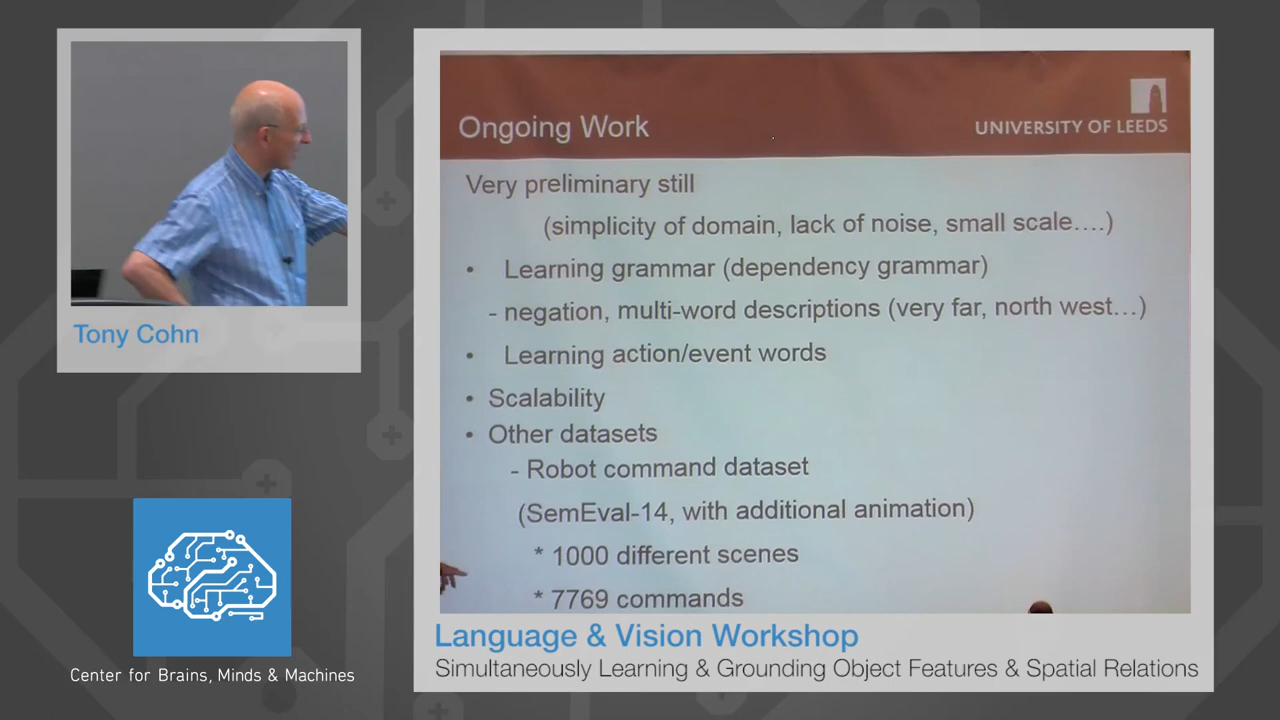 Tony Cohn
Center for Brains, Minds & Machines
Ongoing Work
UNIVERSITY OF LEEDS
Very preliminary still
(simplicity of domain, lack of noise, small scale….)
• Learning grammar (dependency grammar)
- negation, multi-word descriptions (very far, north west…)
• Learning action/event words
• Scalability
• Other datasets
- Robot command dataset
(SemEval-14, with additional animation)
* 1000 different scenes
* 7769 commands
Language & Vision Workshop
Simultaneously Learning & Grounding Object Features & Spatial Relations